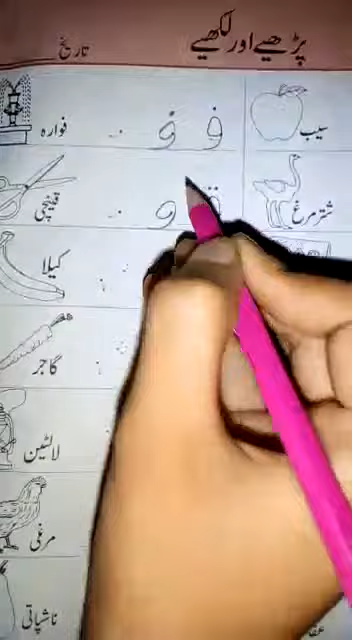 پڑھیے اور لکھیے
تاریخ
سیب
ف ف
فوارہ
شترمرغ
قینچی
کیلا
گاجر
لالٹین
مرغی
ناشپاتی